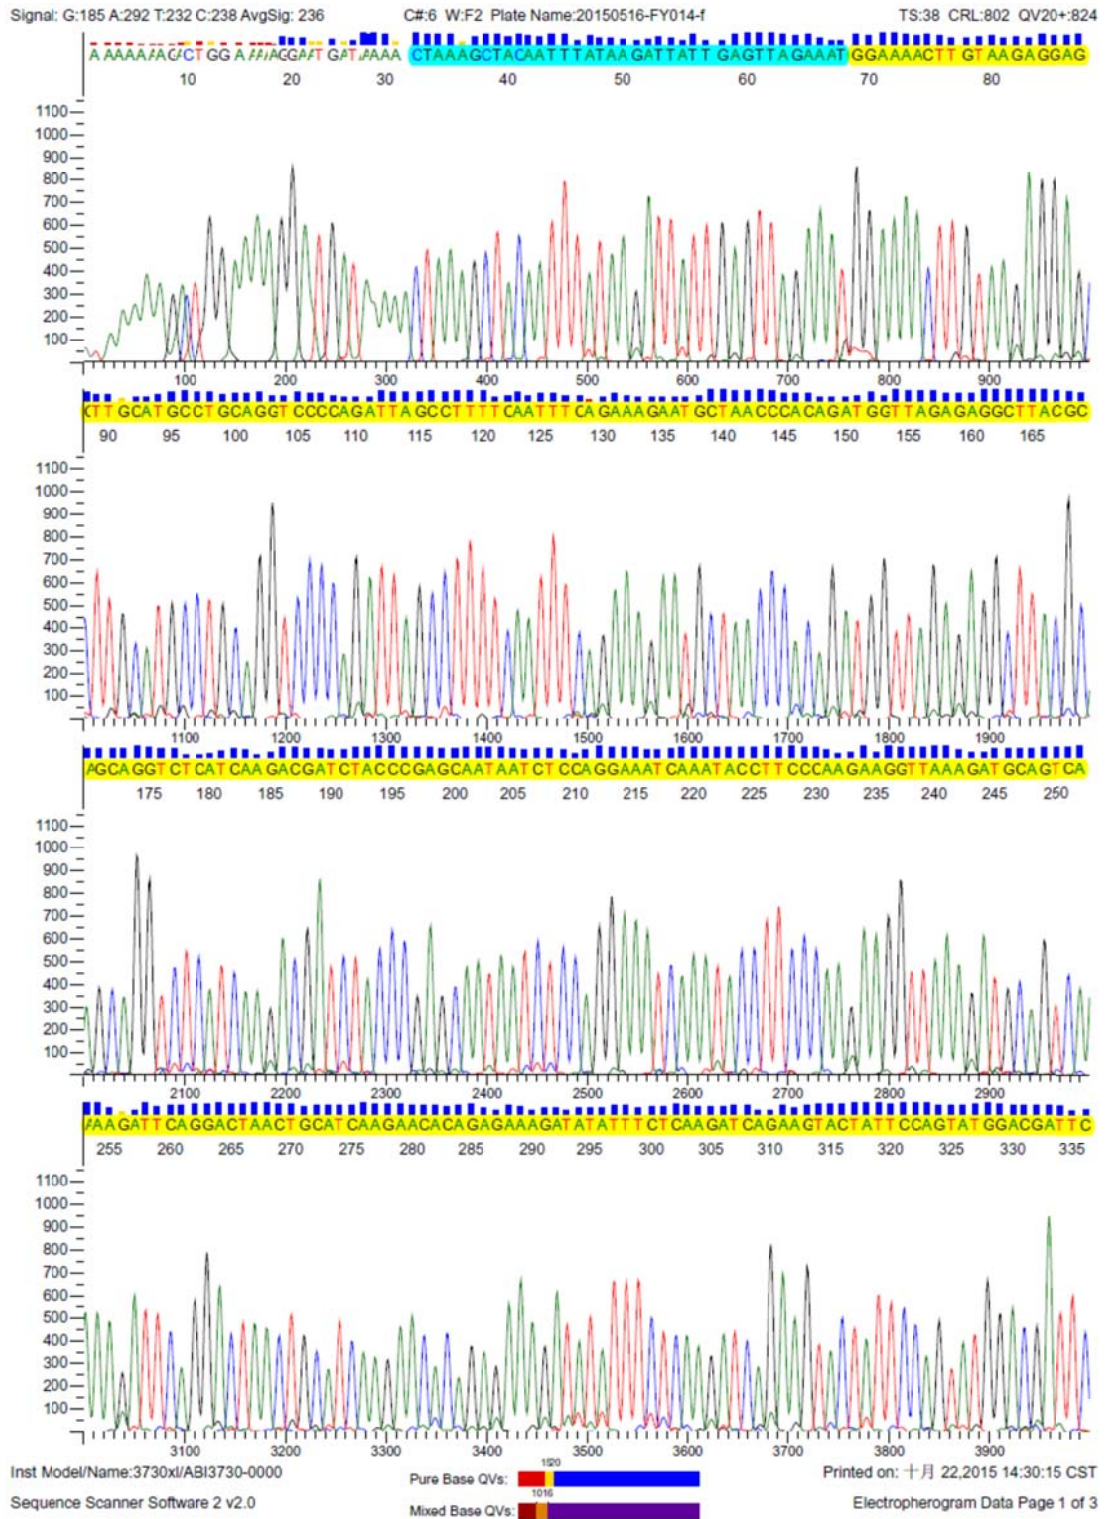 Signal: G:185 A:292 T:232 C:238 AvgSig: 236 C#:6 W:F2 Plate Name:20150516-FY014-f TS:38 CRL:802 QV20+:824
CTAAAGCTACAATTTATAAGATTATTGAGTTAGAAATGGAAAACTTGTAAGAGGAG
10 20 30 40 50 60 70 80
1100
1000
900
800
700
600
500
400
300
200
100
100 200 300 400 500 600 700 800 900
CTTGCATGCCTGCAGGTCCCCAGATTAGCCTTTTCAATTTCAGAAAGAATGCTAACCCACAGATGGTTAGAGAGGCTTACGC
90 95 100 105 110 115 120 125 130 135 140 145 150 155 160 165
1100
1000
900
800
700
600
500
400
300
200
100
1100 1200 1300 1400 1500 1600 1700 1800 1900
AGCAGGTCTCATCAAGACGATCTACCCGAGCAATAATCTCCAGGAAATCAAATACCTTCCCAAGAAGGTTAAAGATGCAGTCA
175 180 185 190 195 200 205 210 215 220 225 230 235 240 245 250
1100
1000
900
800
700
600
500
400
300
200
100
2100 2200 2300 2400 2500 2600 2700 2800 2900
AAAGATTCAGGACTAACTGCATCAAGAACACAGAGAAAGATATATTTCTCAAGATCAGAAGTACTATTCCAGTATGGACGATTC
255 260 265 270 275 280 285 290 295 300 305 310 315 320 325 330 335
1100
1000
900
800
700
600
500
400
300
200
100
3100 3200 3300 3400 3500 3600 3700 3800 3900
Inst Model/Name:3730xl/ABI3730-0000 Pure Base QVs: Printed on: 十月 22,2015 14:30:15 CST
Sequence Scanner Software 2 v2.0 Mixed Base QVs: Electropherogram Data Page 1 of 3